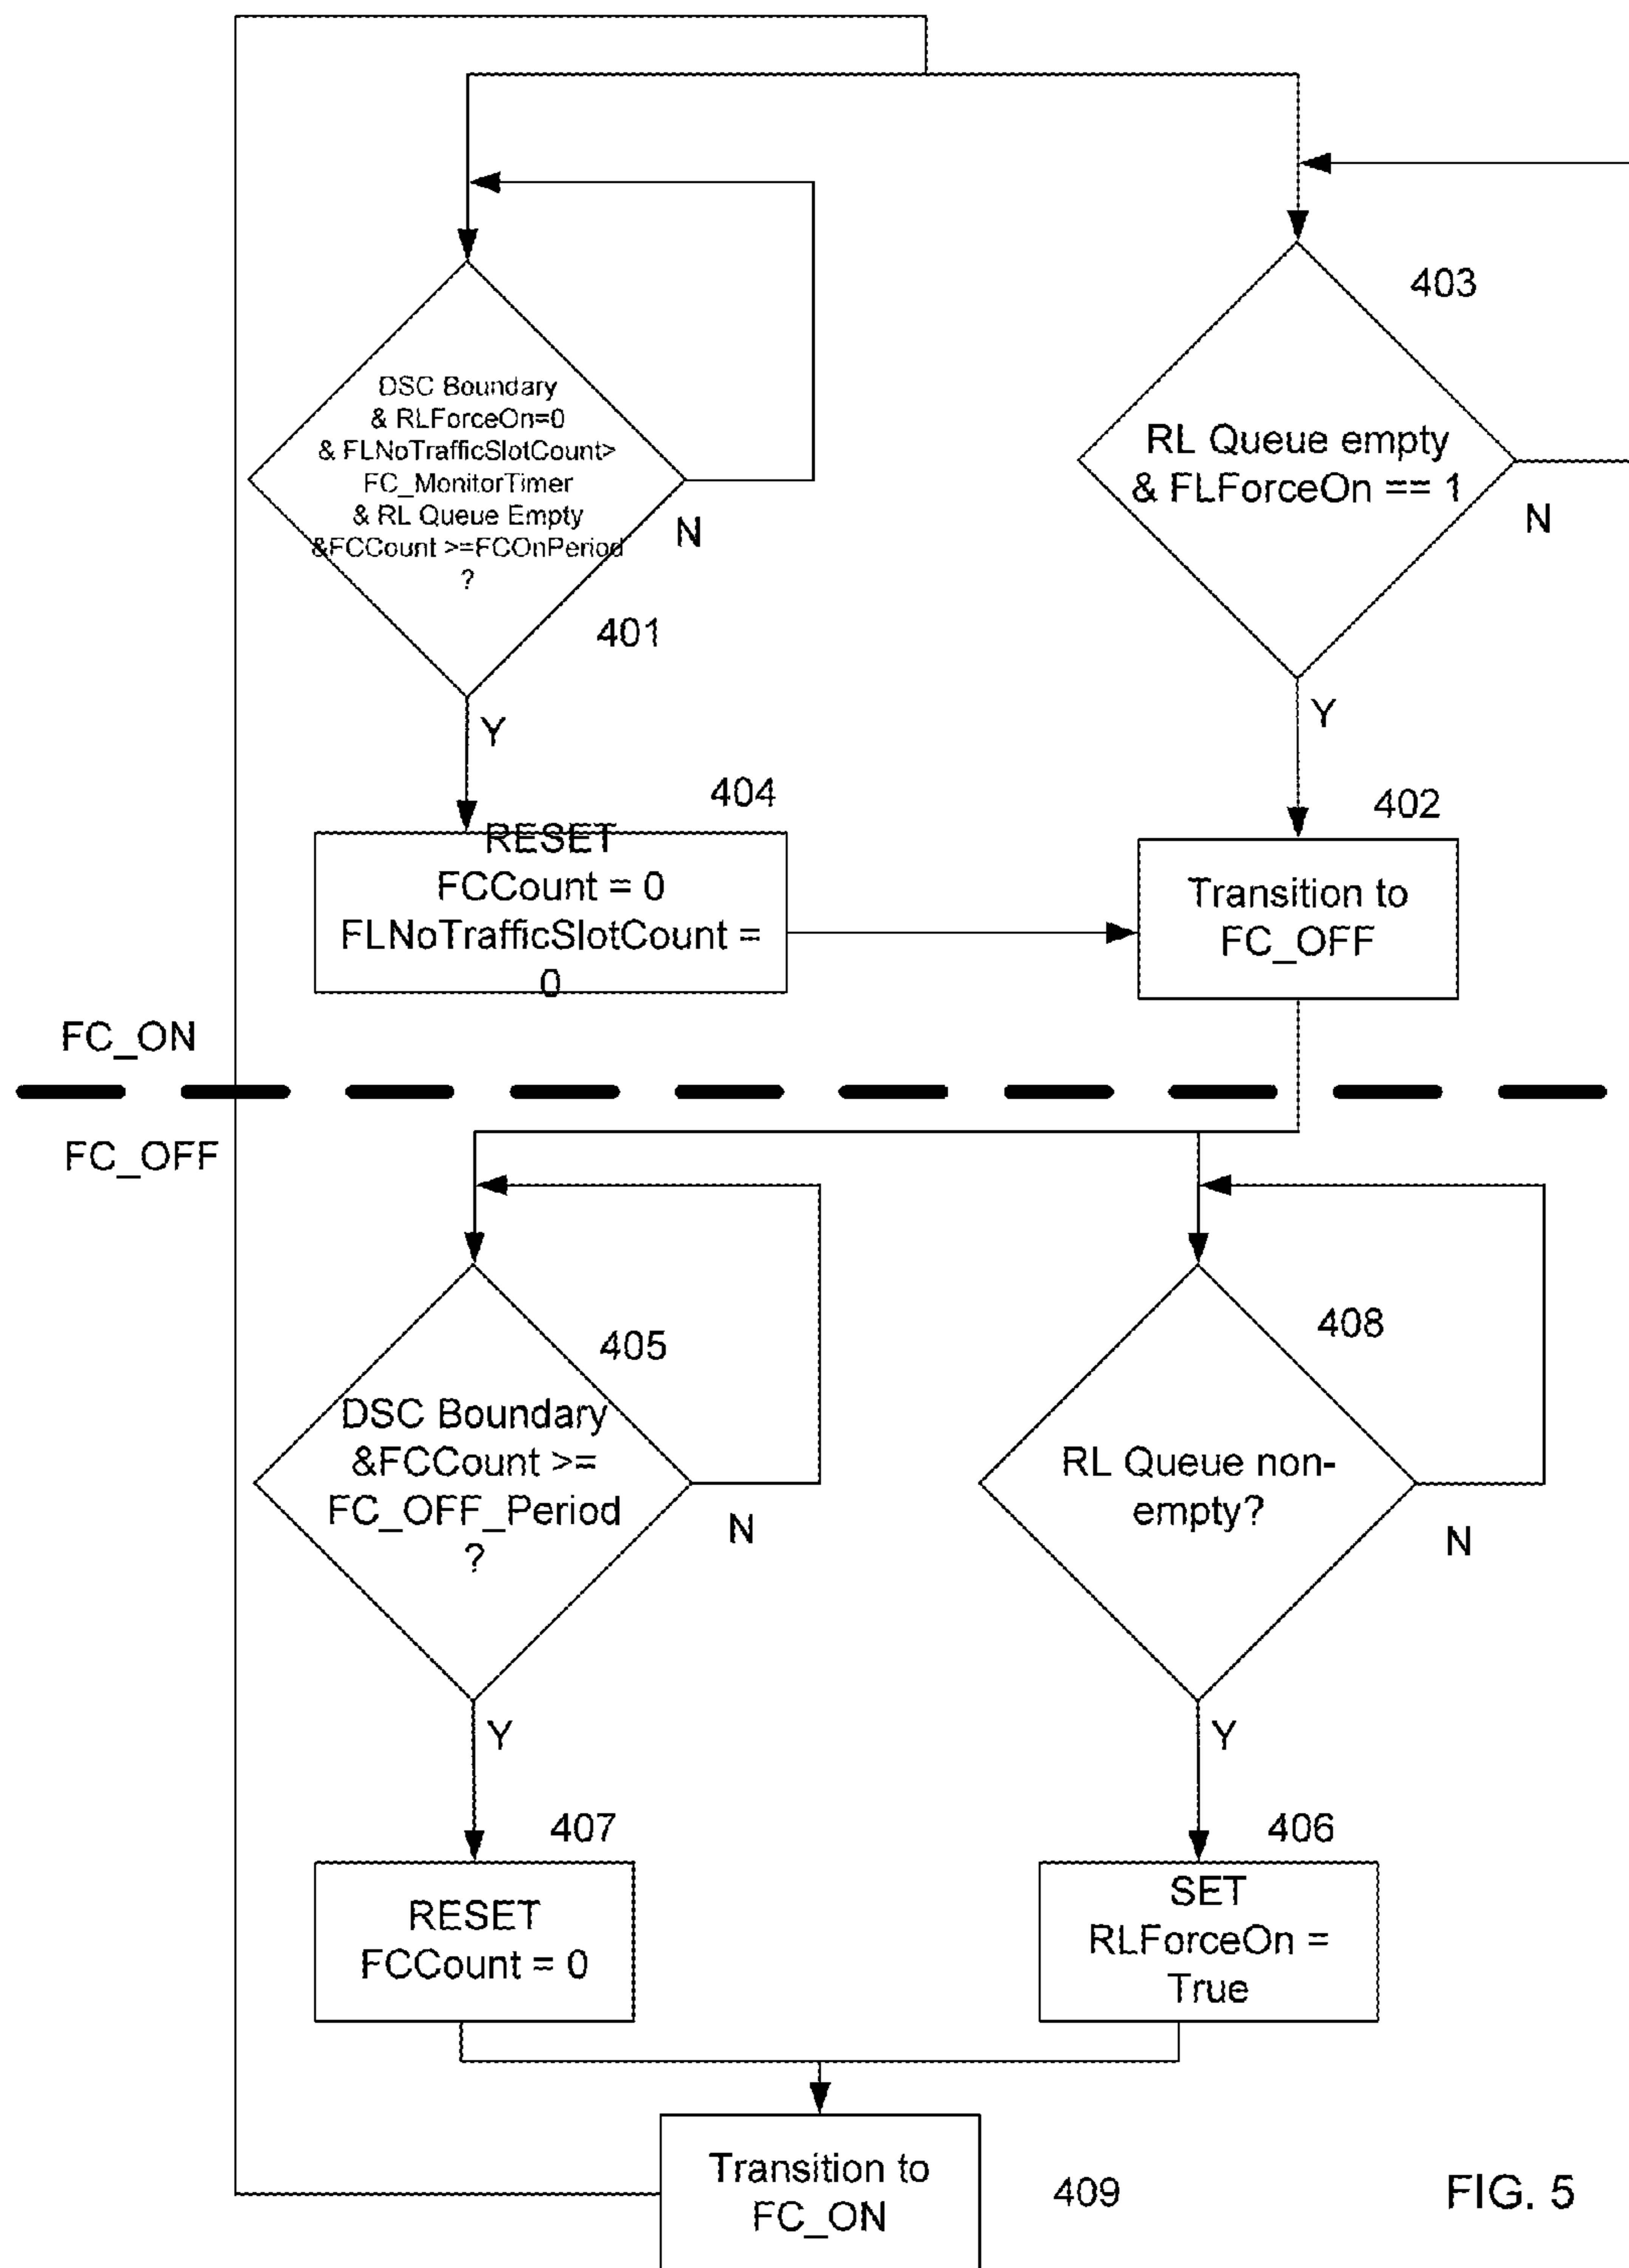 403
DSC Boundary
& RLForceOn=0
& FLNoTrafficSlotCount>
FC_MonitorTimer
& RL Queue Empty
&FCCount >=FCOnPeriod
?
N
401
Y
RL Queue empty
& FLForceOn == 1
N
Y
404
RESET
FCCount = 0
FLNoTrafficSlotCount =
0
402
Transition to
FC_OFF
FC_ON
FC_OFF
405
DSC Boundary
&FCCount >=
FC_OFF_Period
?
N
Y
408
RL Queue non-
empty?
N
Y
407
RESET
FCCount = 0
406
SET
RLForceOn =
True
Transition to
FC_ON
409
FIG. 5